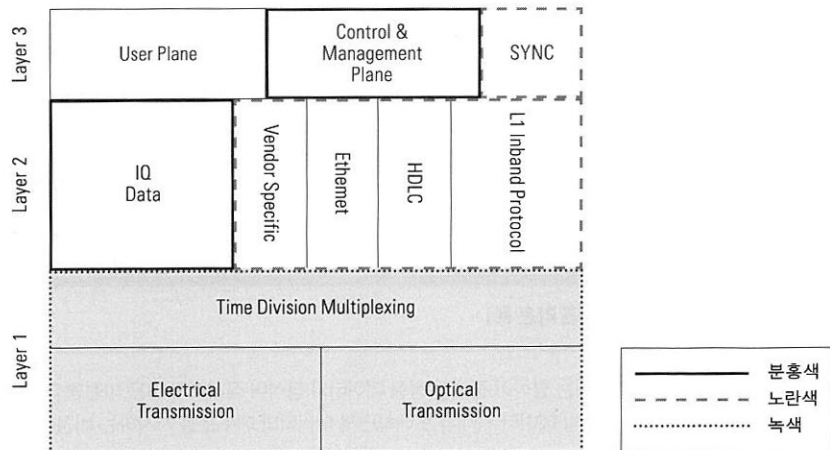 Layer 3
User Plane
Control &
Management
Plane
SYNC
Layer 2
IQ
Data
Vendor Specific
Ethemet
HDLC
L1 Inband Protocol
Layer 1
Time Division Multiplexing
Electrical
Transmission
Optical
Transmission
분홍색
노란색
녹색